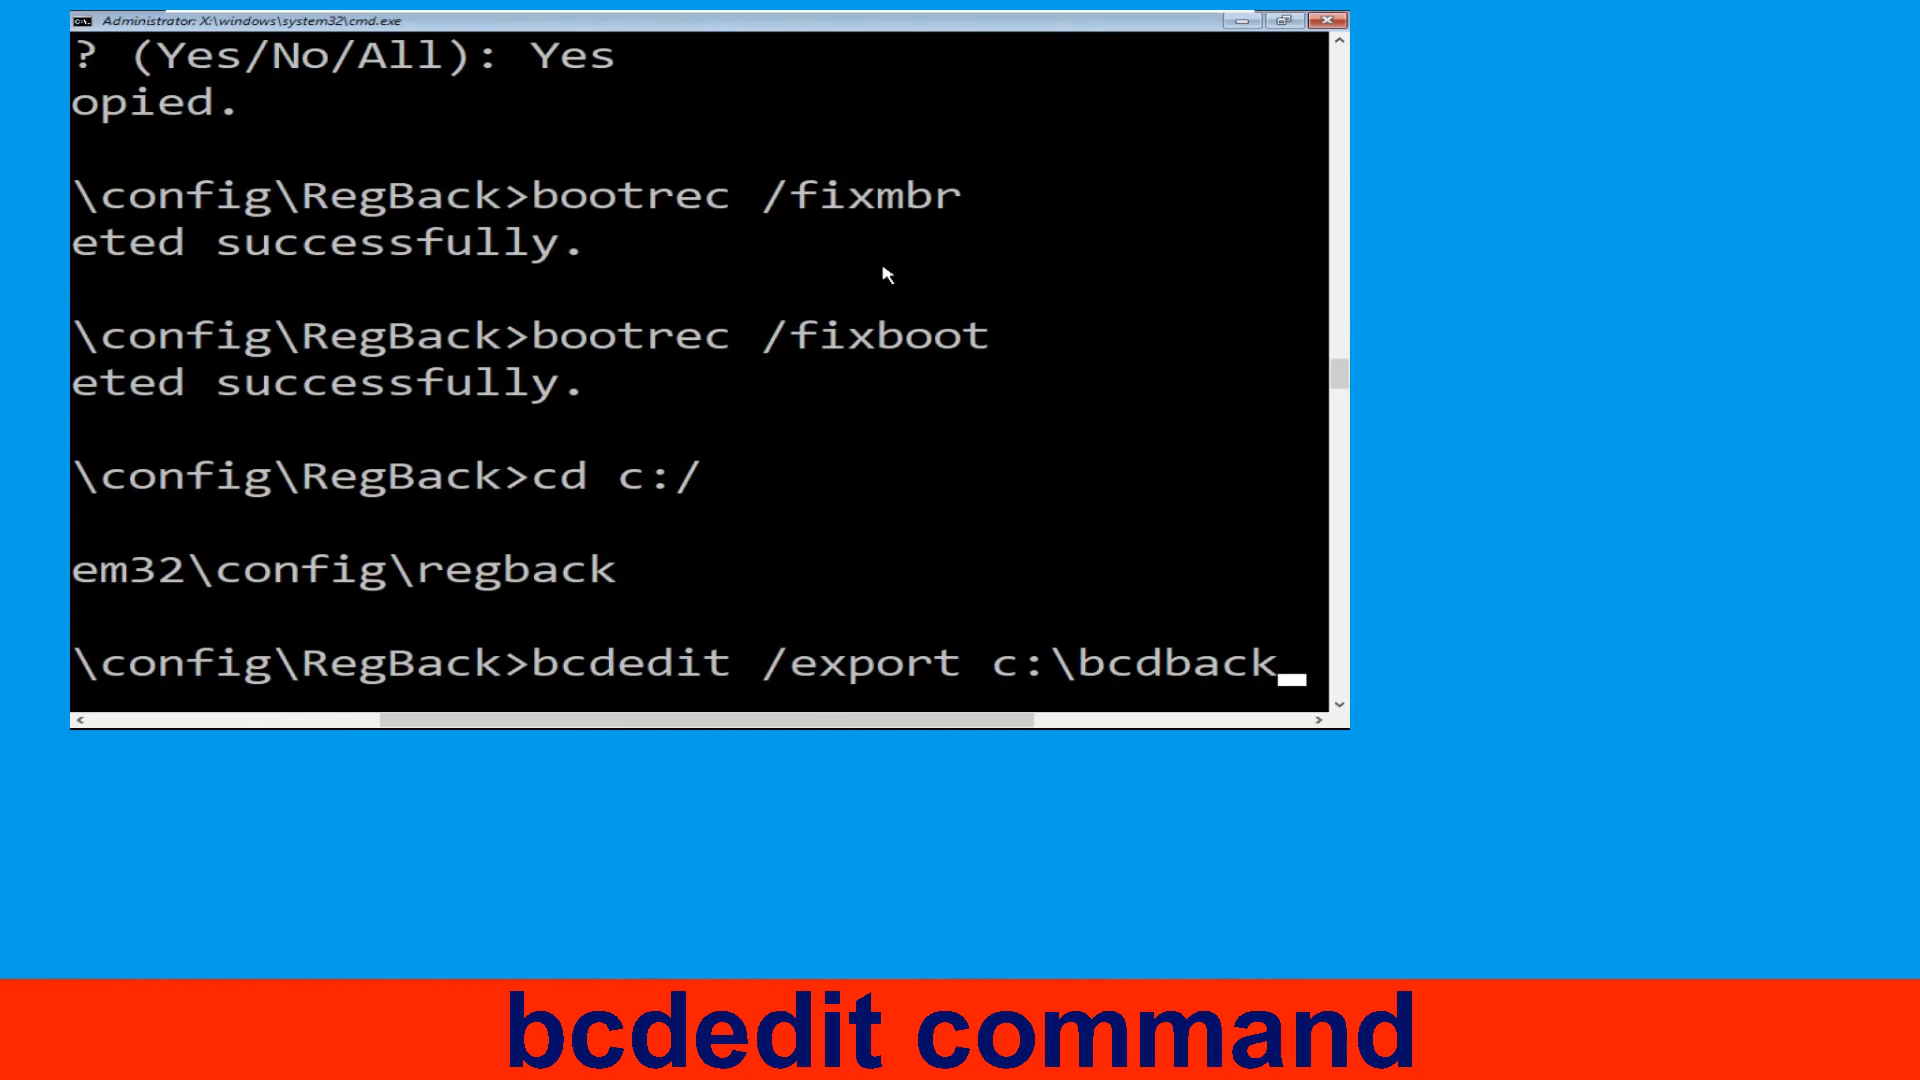 Administrator: X:\windows\system32\cmd.exe
? (Yes/No/All): Yes
opied.
\config\RegBack>bootrec /fixmbr
eted successfully.
\config\RegBack>bootrec /fixboot
eted successfully.
\config\RegBack>cd c:/
em32\config\regback
\config\RegBack>bcdedit /export c:\bcdback
bcdedit command